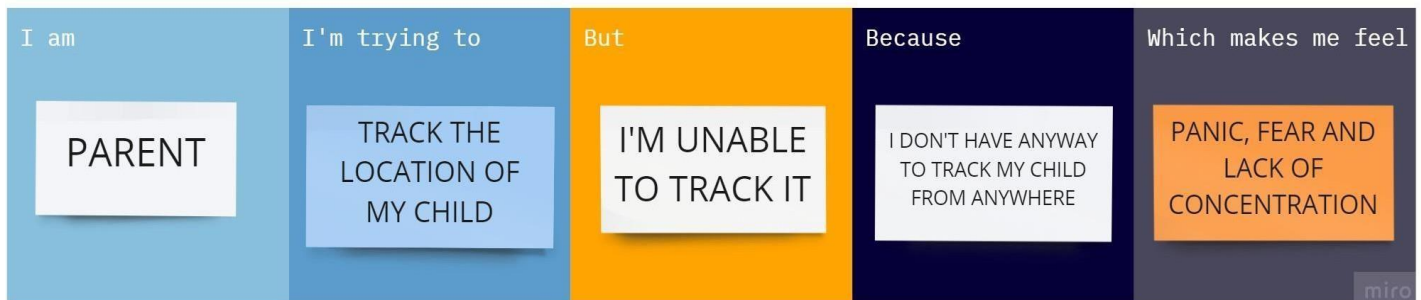 I am
PARENT
I'm trying to
TRACK THE
LOCATION OF
MY CHILD
But
I'M UNABLE
TO TRACK IT
Because
I DON'T HAVE ANYWAY
TO TRACK MY CHILD
FROM ANYWHERE
Which makes me feel
PANIC, FEAR AND
LACK OF
CONCENTRATION
miro